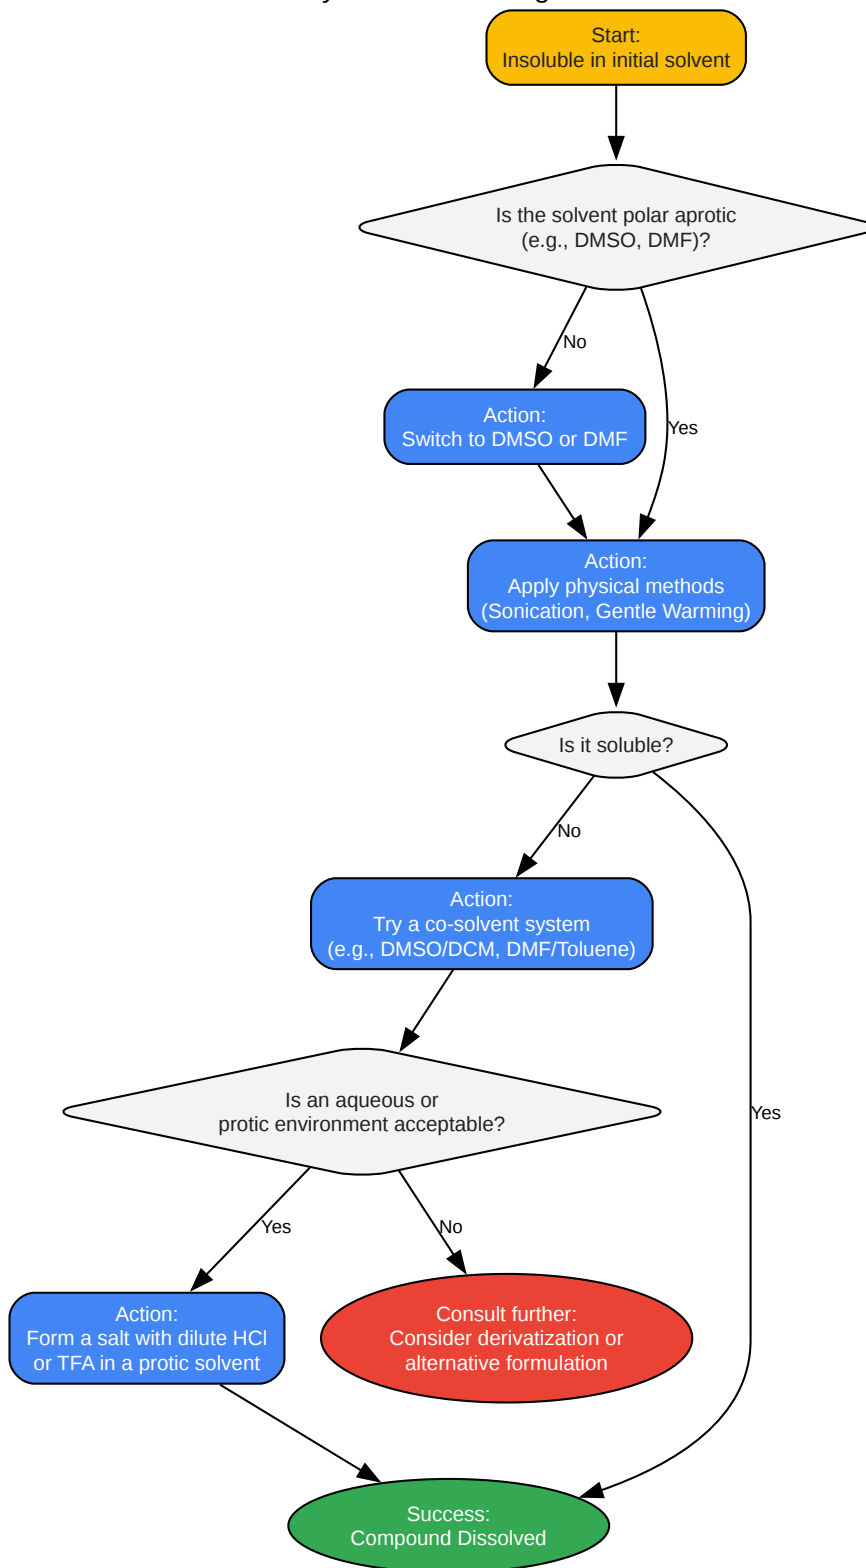 Start:
Insoluble in initial solvent
Is the solvent polar aprotic
(e.g., DMSO, DMF)?
No
Yes
Action:
Switch to DMSO or DMF
Action:
Apply physical methods
(Sonication, Gentle Warming)
Is it soluble?
No
Action:
Try a co-solvent system
(e.g., DMSO/DCM, DMF/Toluene)
Is an aqueous or
protic environment acceptable?
Yes
Yes
No
Action:
Form a salt with dilute HCl
or TFA in a protic solvent
Consult further:
Consider derivatization or
alternative formulation
Success:
Compound Dissolved